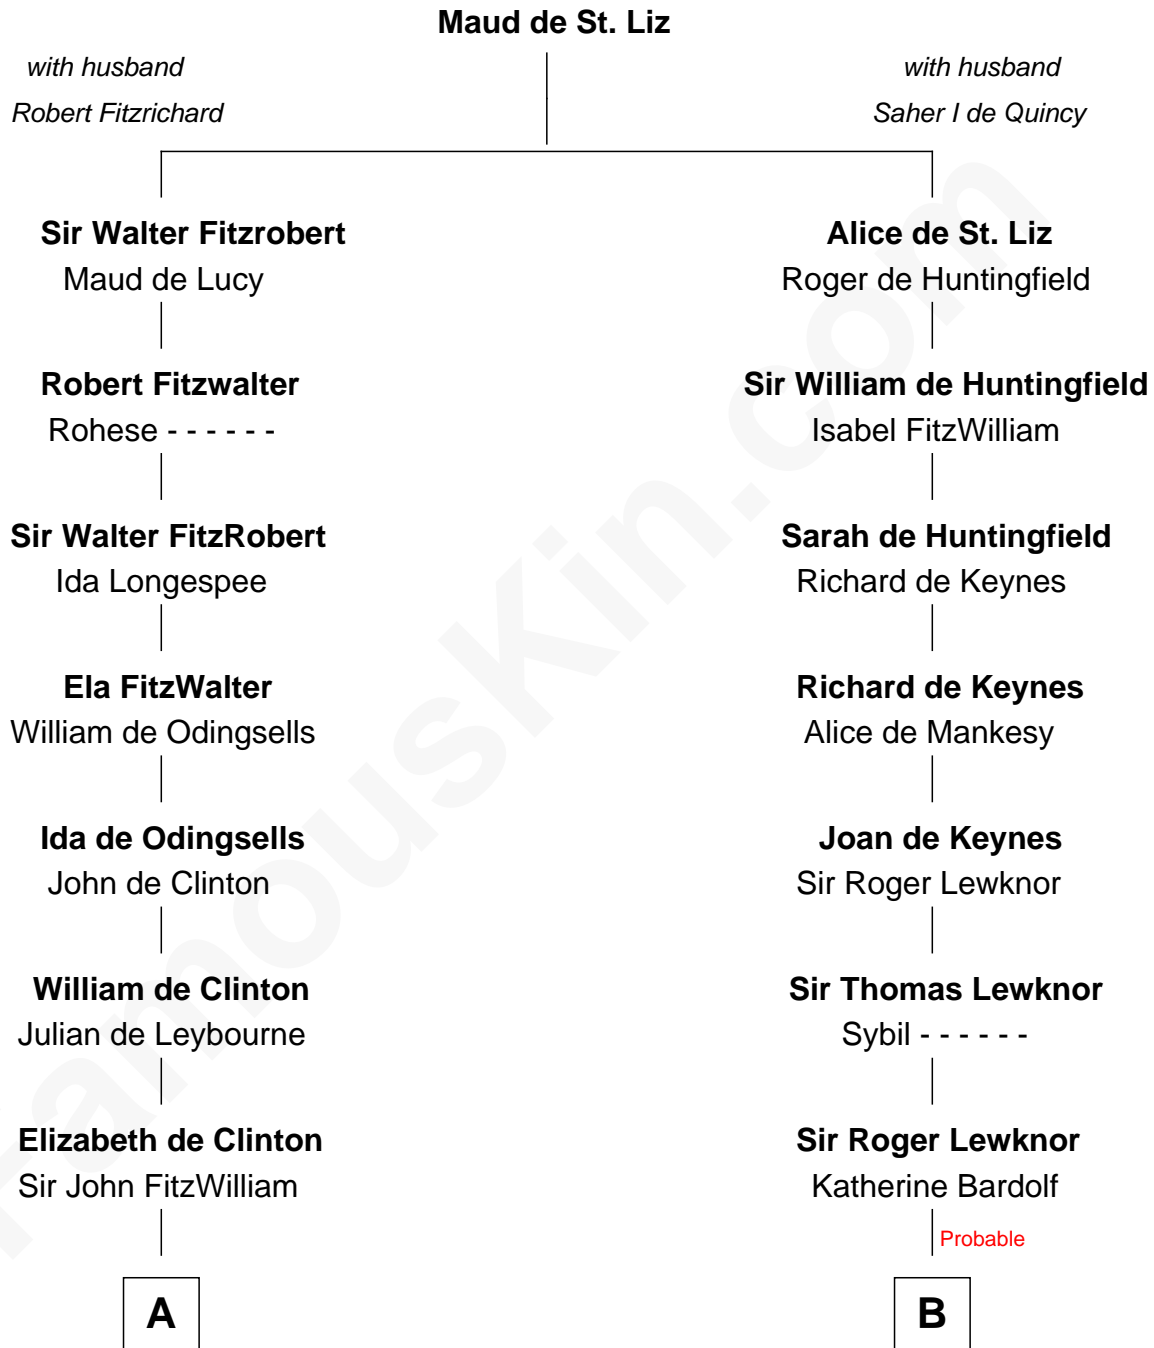 Maud de St. Liz
with husband
Robert Fitzrichard
with husband
Saher I de Quincy
Sir Walter Fitzrobert
Maud de Lucy
Alice de St. Liz
Roger de Huntingfield
Robert Fitzwalter
Rohese - - - - - -
Sir William de Huntingfield
Isabel FitzWilliam
Sir Walter FitzRobert
Ida Longespee
Sarah de Huntingfield
Richard de Keynes
Ela FitzWalter
William de Odingsells
Richard de Keynes
Alice de Mankesy
Ida de Odingsells
John de Clinton
Joan de Keynes
Sir Roger Lewknor
William de Clinton
Julian de Leybourne
Sir Thomas Lewknor
Sybil - - - - - -
Elizabeth de Clinton
Sir John FitzWilliam
Sir Roger Lewknor
Katherine Bardolf
Probable
A
B
FamousKin.com